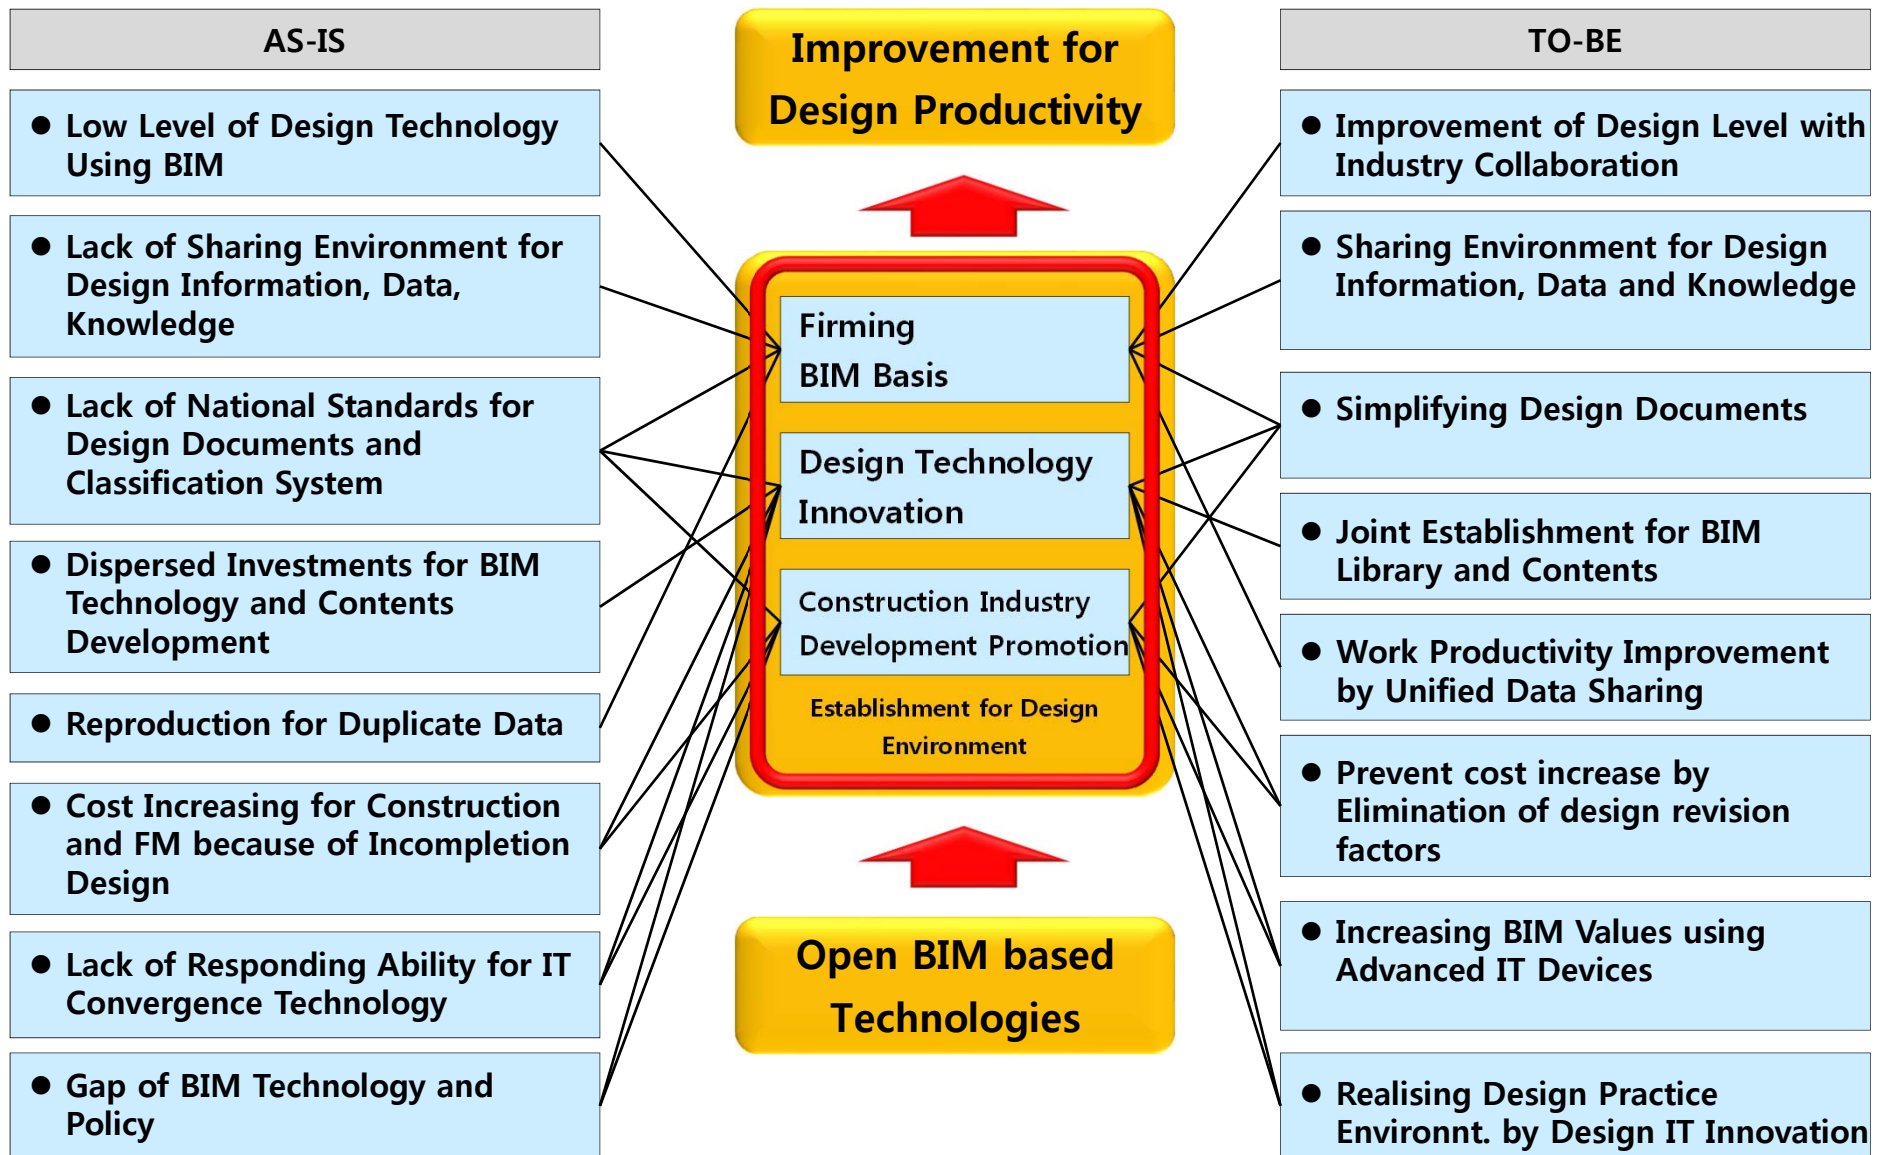 AS-IS
● Low Level of Design Technology
Using BIM
● Lack of Sharing Environment for
Design Information, Data,
Knowledge
● Lack of National Standards for
Design Documents and
Classification System
● Dispersed Investments for BIM
Technology and Contents
Development
● Reproduction for Duplicate Data
● Cost Increasing for Construction
and FM because of Incompletion
Design
● Lack of Responding Ability for IT
Convergence Technology
● Gap of BIM Technology and
Policy
Improvement for
Design Productivity
Firming
BIM Basis
Design Technology
Innovation
Construction Industry
Development Promotion
Establishment for Design
Environment
Open BIM based
Technologies
TO-BE
● Improvement of Design Level with
Industry Collaboration
● Sharing Environment for Design
Information, Data and Knowledge
● Simplifying Design Documents
● Joint Establishment for BIM
Library and Contents
● Work Productivity Improvement
by Unified Data Sharing
● Prevent cost increase by
Elimination of design revision
factors
● Increasing BIM Values using
Advanced IT Devices
● Realising Design Practice
Environnt. by Design IT Innovation